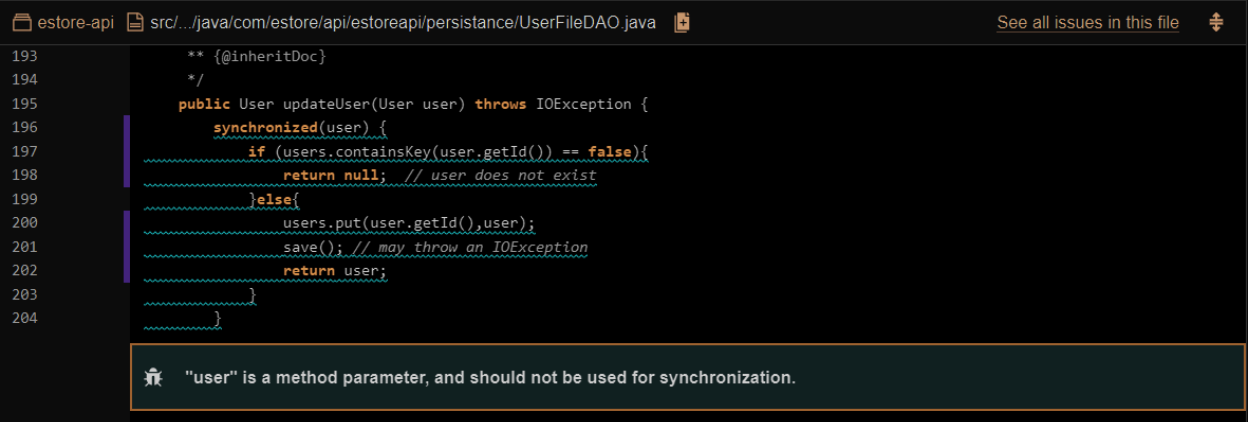 estore-api src/.../java/com/estore/api/estoreapi/persistance/UserFileDAO.java See all issues in this file
193 ** {@inheritDoc}
194 */
195 public User updateUser(User user) throws IOException {
196 synchronized(user) {
197 if (users.containsKey(user.getId()) == false){
198 return null; // user does not exist
199 }else{
200 users.put(user.getId(),user);
201 save(); // may throw an IOException
202 return user;
203 }
204 }
"user" is a method parameter, and should not be used for synchronization.